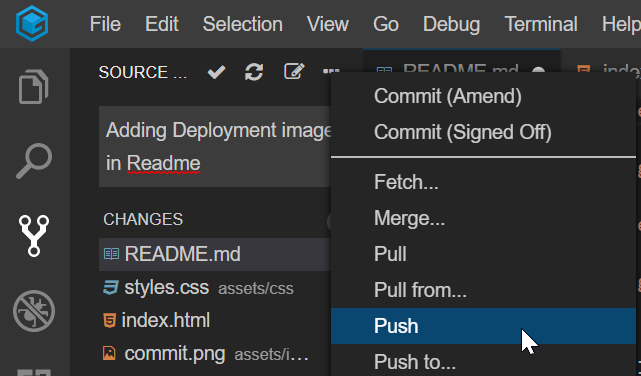 File Edit Selection View Go Debug Terminal Help
SOURCE ...
README.md
Commit (Amend)
Commit (Signed Off)
Adding Deployment image
in Readme
Fetch...
Merge...
Pull
Pull from...
Push
Push to...
CHANGES
README.md
styles.css assets/css
index.html
commit.png assets/i...